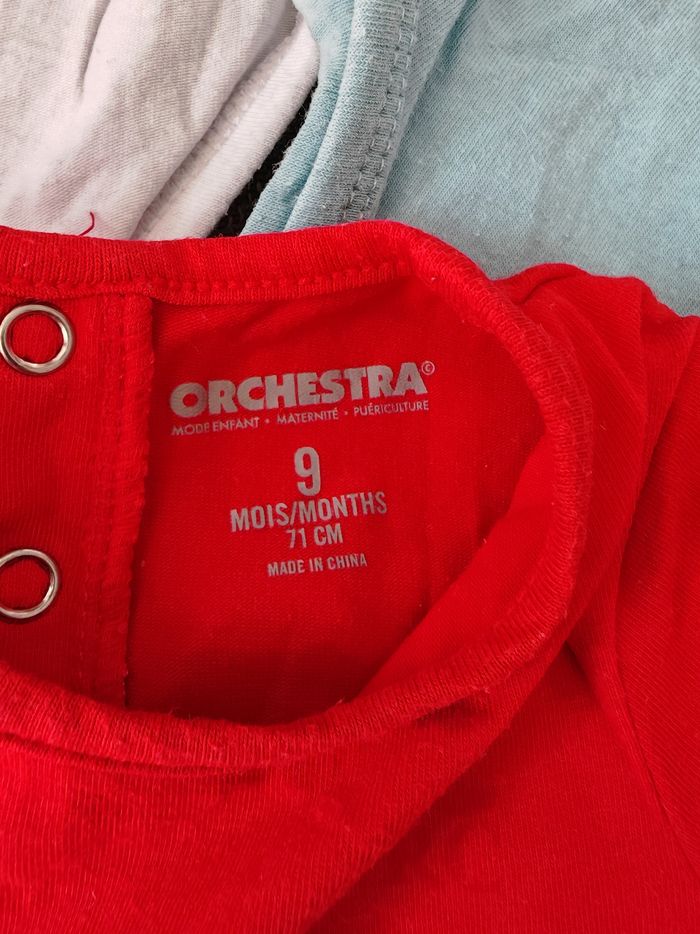 ORCHESTRA©
MODE ENFANT • MATERNITÉ • PUÉRICULTURE
9
MOIS/MONTHS
71 CM
MADE IN CHINA